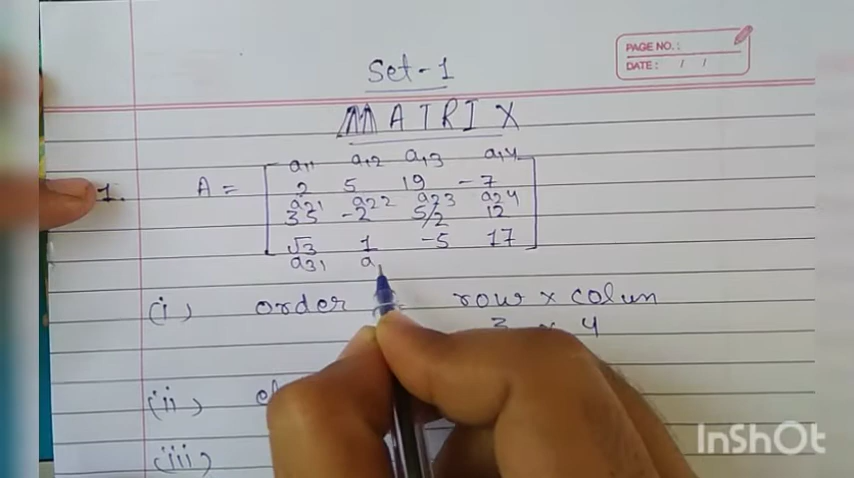 PAGE NO. :
DATE : / /
Set-1
MATRIX
a11 a12 a13 a14
1. A = 2 5 19 -7
a21 a22 a23 a24
35 -2 5/2 12
√3 1 -5 17
a31 a
(i) order row x colun
3 x 4
(ii)
(iii)
InShOt